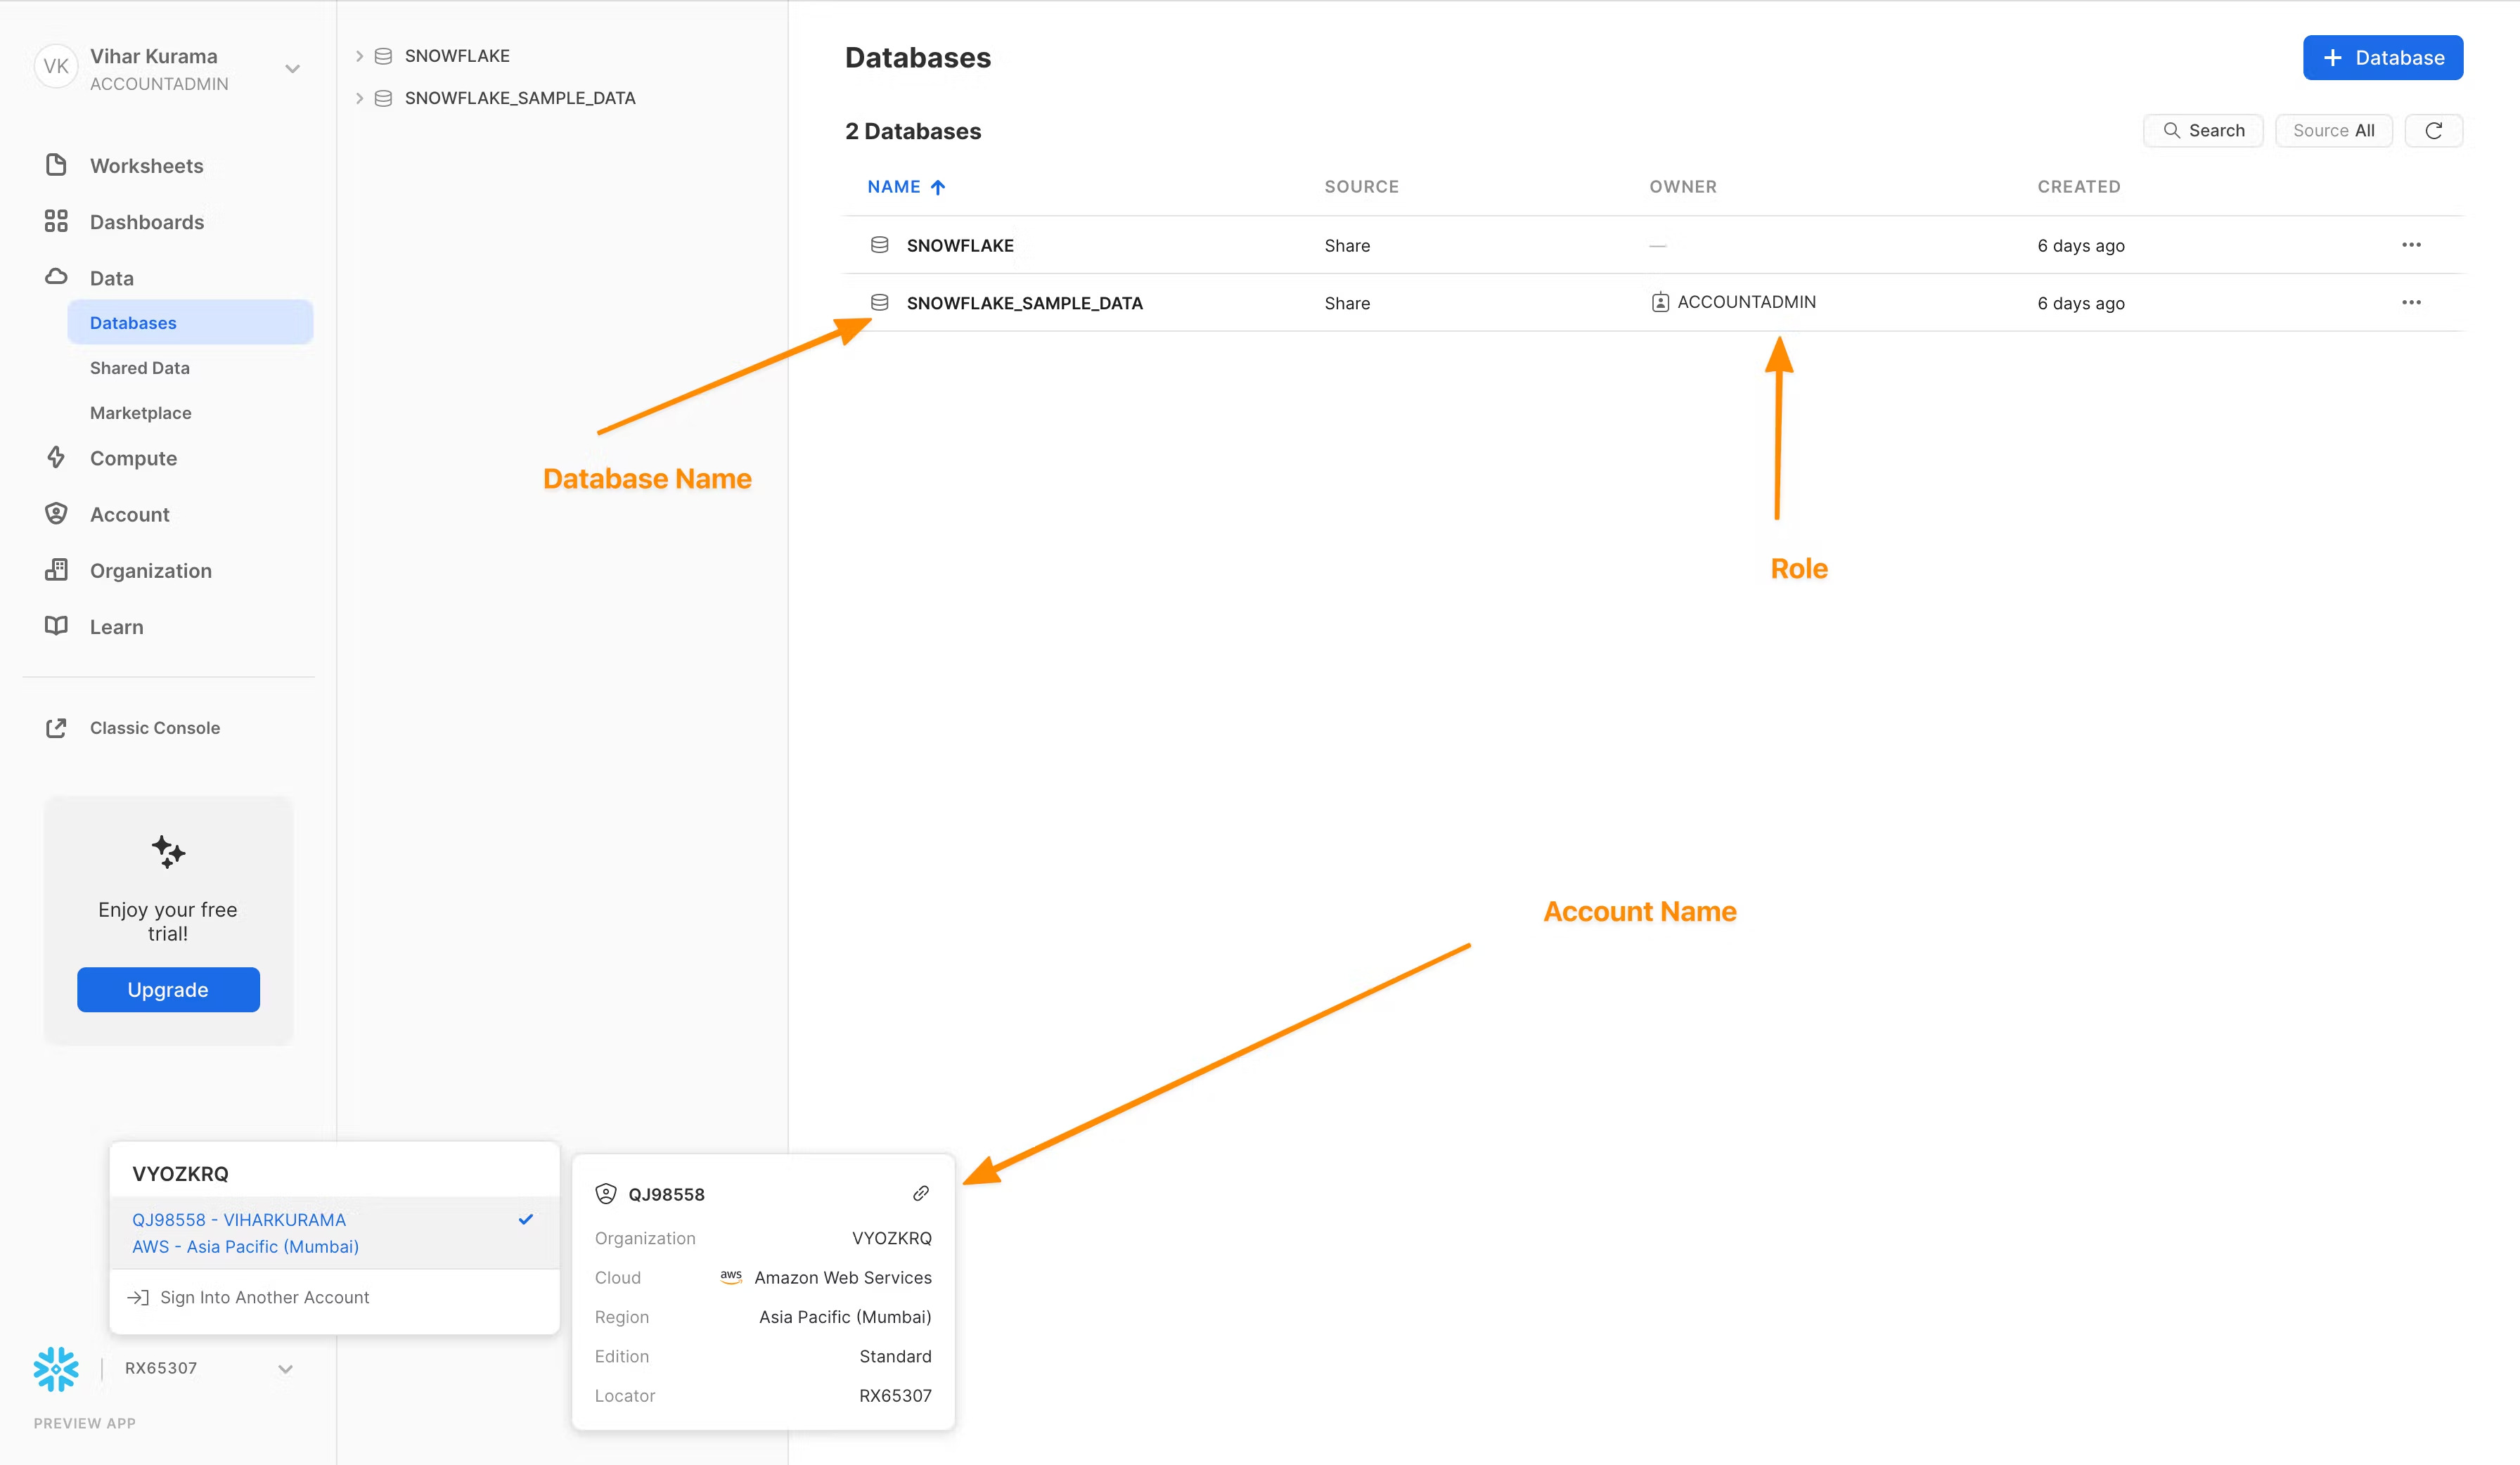 VK
Vihar Kurama
ACCOUNTADMIN
Worksheets
Dashboards
Data
Databases
Shared Data
Marketplace
Compute
Account
Organization
Learn
Classic Console
Enjoy your free
trial!
Upgrade
SNOWFLAKE
SNOWFLAKE_SAMPLE_DATA
Databases
+ Database
2 Databases
Search
Source All
NAME SOURCE OWNER CREATED
SNOWFLAKE Share — 6 days ago
SNOWFLAKE_SAMPLE_DATA Share ACCOUNTADMIN 6 days ago
Database Name
Role
Account Name
VYOZKRQ
QJ98558 - VIHARKURAMA
AWS - Asia Pacific (Mumbai)
Sign Into Another Account
QJ98558
Organization VYOZKRQ
Cloud aws Amazon Web Services
Region Asia Pacific (Mumbai)
Edition Standard
Locator RX65307
RX65307
PREVIEW APP